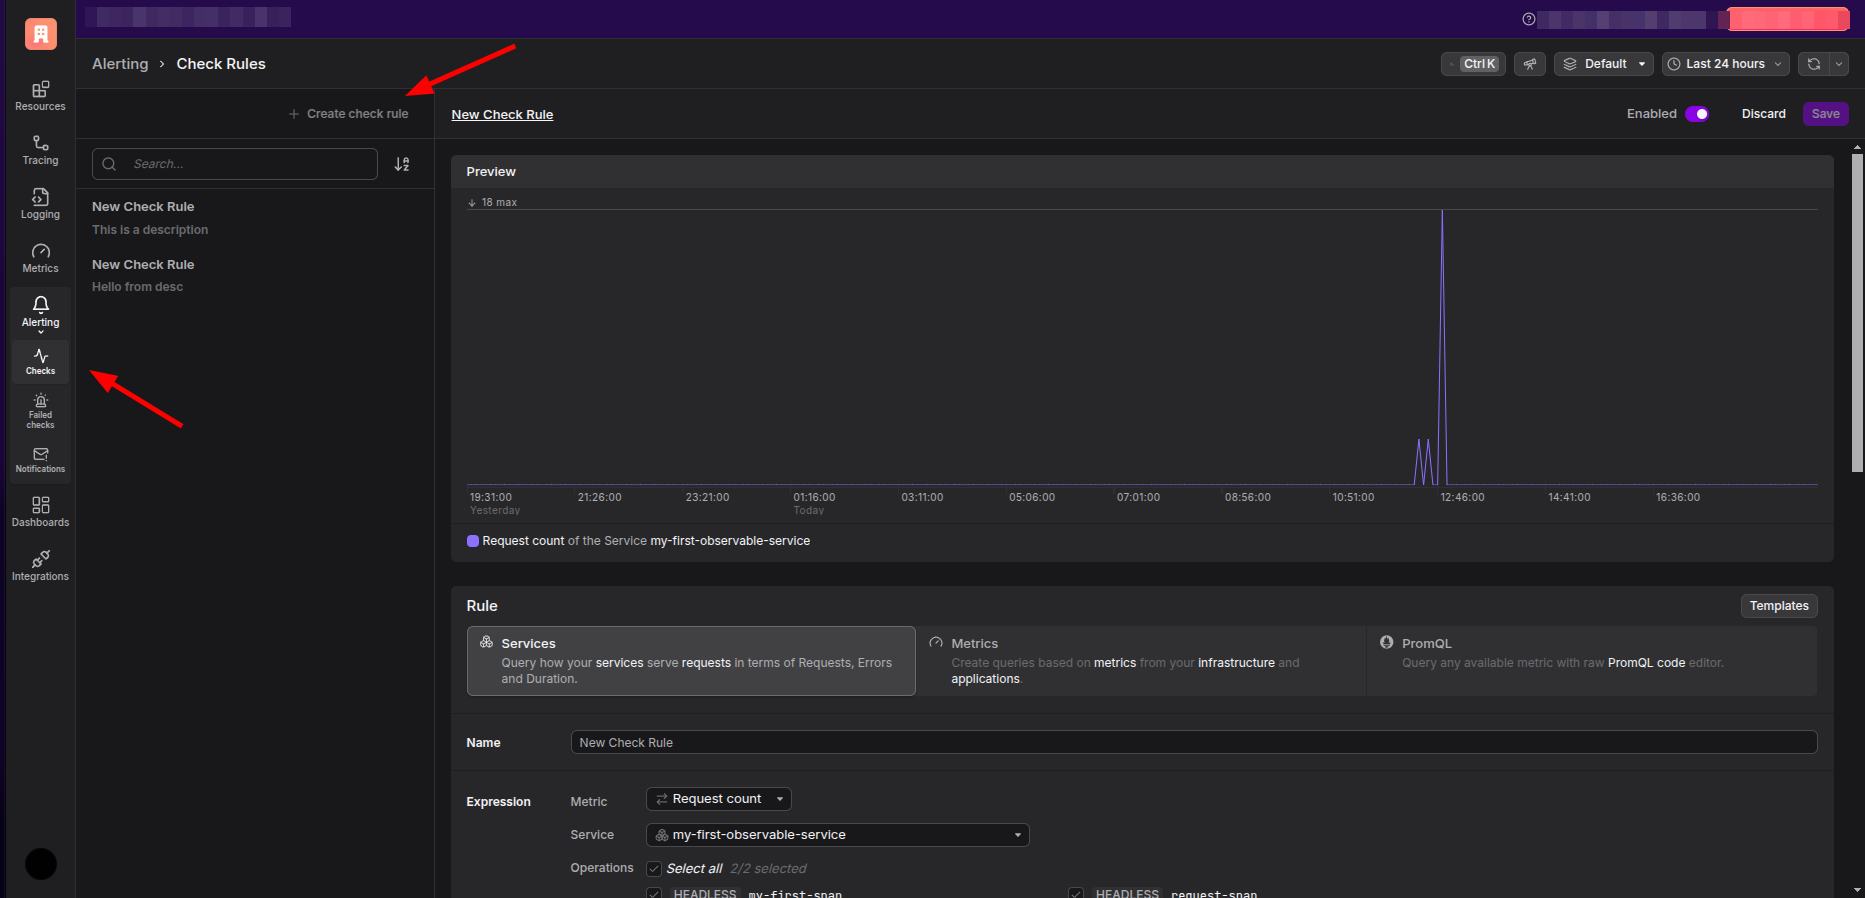 Alerting > Check Rules
Ctrl K
Default
Last 24 hours
Resources
Tracing
Logging
Metrics
Alerting
Checks
Failed
checks
Notifications
Dashboards
Integrations
+ Create check rule
Search...
New Check Rule
This is a description
New Check Rule
Hello from desc
New Check Rule
Enabled
Discard
Save
Preview
↓ 18 max
19:31:00 21:26:00 23:21:00 01:16:00 03:11:00 05:06:00 07:01:00 08:56:00 10:51:00 12:46:00 14:41:00 16:36:00
Yesterday Today
Request count of the Service my-first-observable-service
Rule
Templates
Services
Query how your services serve requests in terms of Requests, Errors
and Duration.
Metrics
Create queries based on metrics from your infrastructure and
applications.
PromQL
Query any available metric with raw PromQL code editor.
Name
New Check Rule
Expression
Metric
Request count
Service
my-first-observable-service
Operations
Select all 2/2 selected
HEADLESS my-first-span
HEADLESS request-span